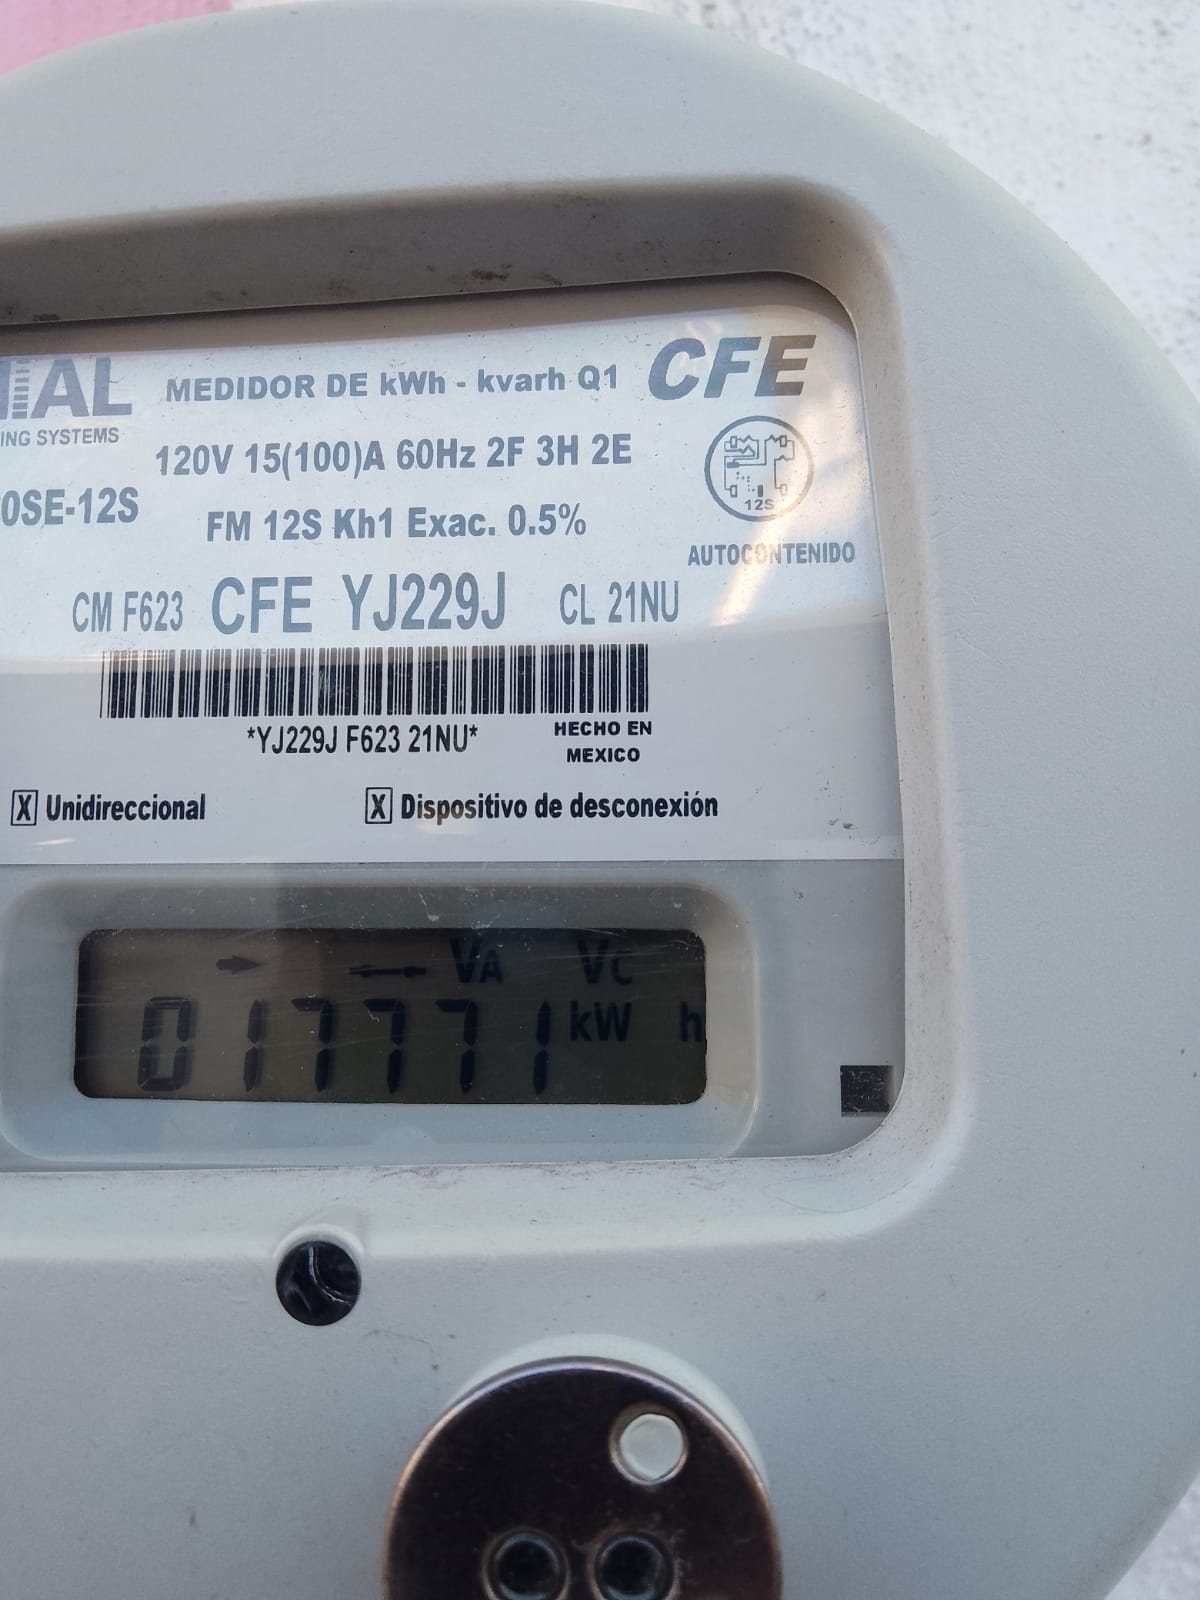 IAL
ING SYSTEMS
MEDIDOR DE kWh - kvarh Q1
CFE
120V 15(100)A 60Hz 2F 3H 2E
0SE-12S
FM 12S Kh1 Exac. 0.5%
12S
AUTOCONTENIDO
CM F623 CFE YJ229J CL 21NU
*YJ229J F623 21NU*
HECHO EN
MEXICO
X Unidireccional
X Dispositivo de desconexión
VA VC
017771 kW h